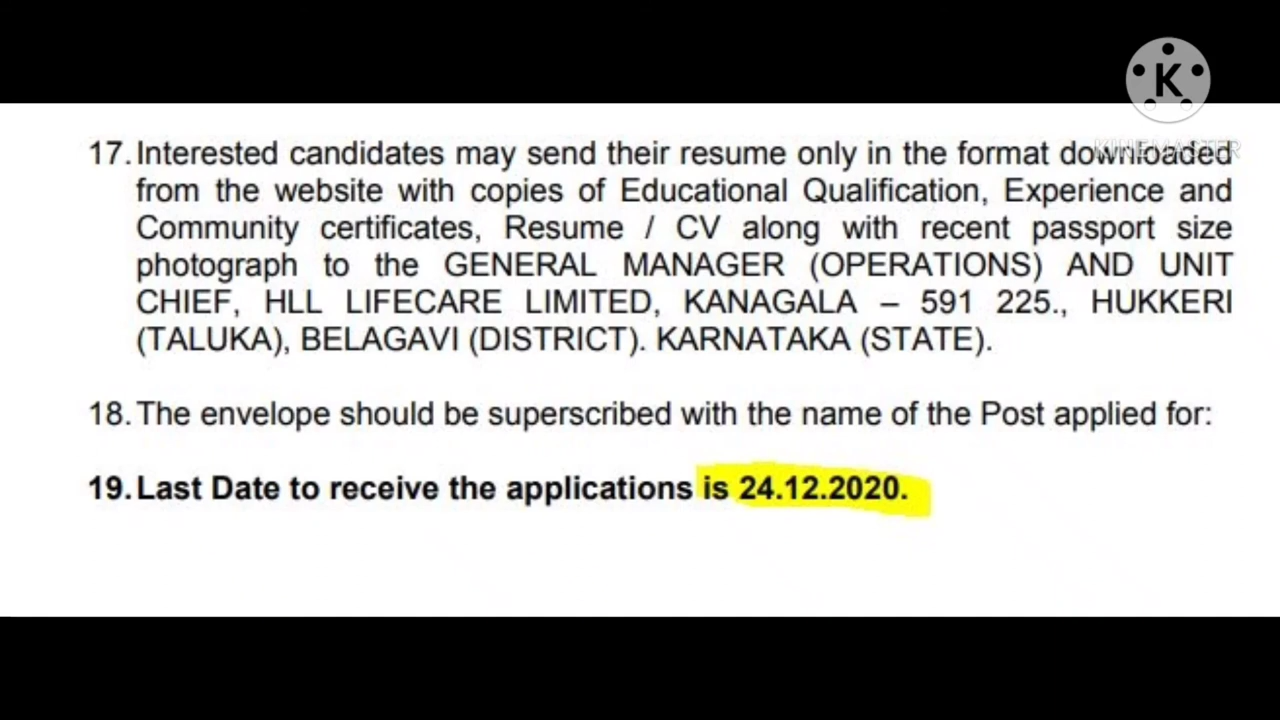 K
KINEMASTER
17. Interested candidates may send their resume only in the format downloaded
from the website with copies of Educational Qualification, Experience and
Community certificates, Resume / CV along with recent passport size
photograph to the GENERAL MANAGER (OPERATIONS) AND UNIT
CHIEF, HLL LIFECARE LIMITED, KANAGALA – 591 225., HUKKERI
(TALUKA), BELAGAVI (DISTRICT). KARNATAKA (STATE).
18. The envelope should be superscribed with the name of the Post applied for:
19. Last Date to receive the applications is 24.12.2020.